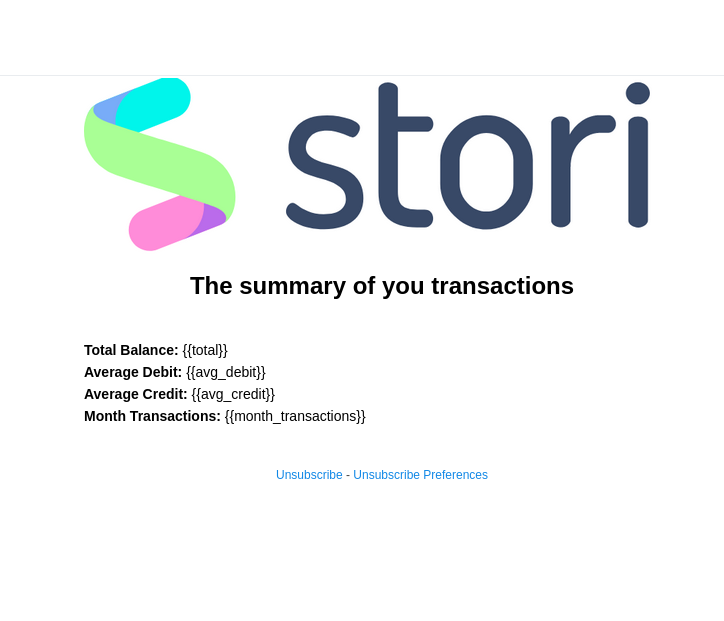 stori
The summary of you transactions
Total Balance: {{total}}
Average Debit: {{avg_debit}}
Average Credit: {{avg_credit}}
Month Transactions: {{month_transactions}}
Unsubscribe - Unsubscribe Preferences